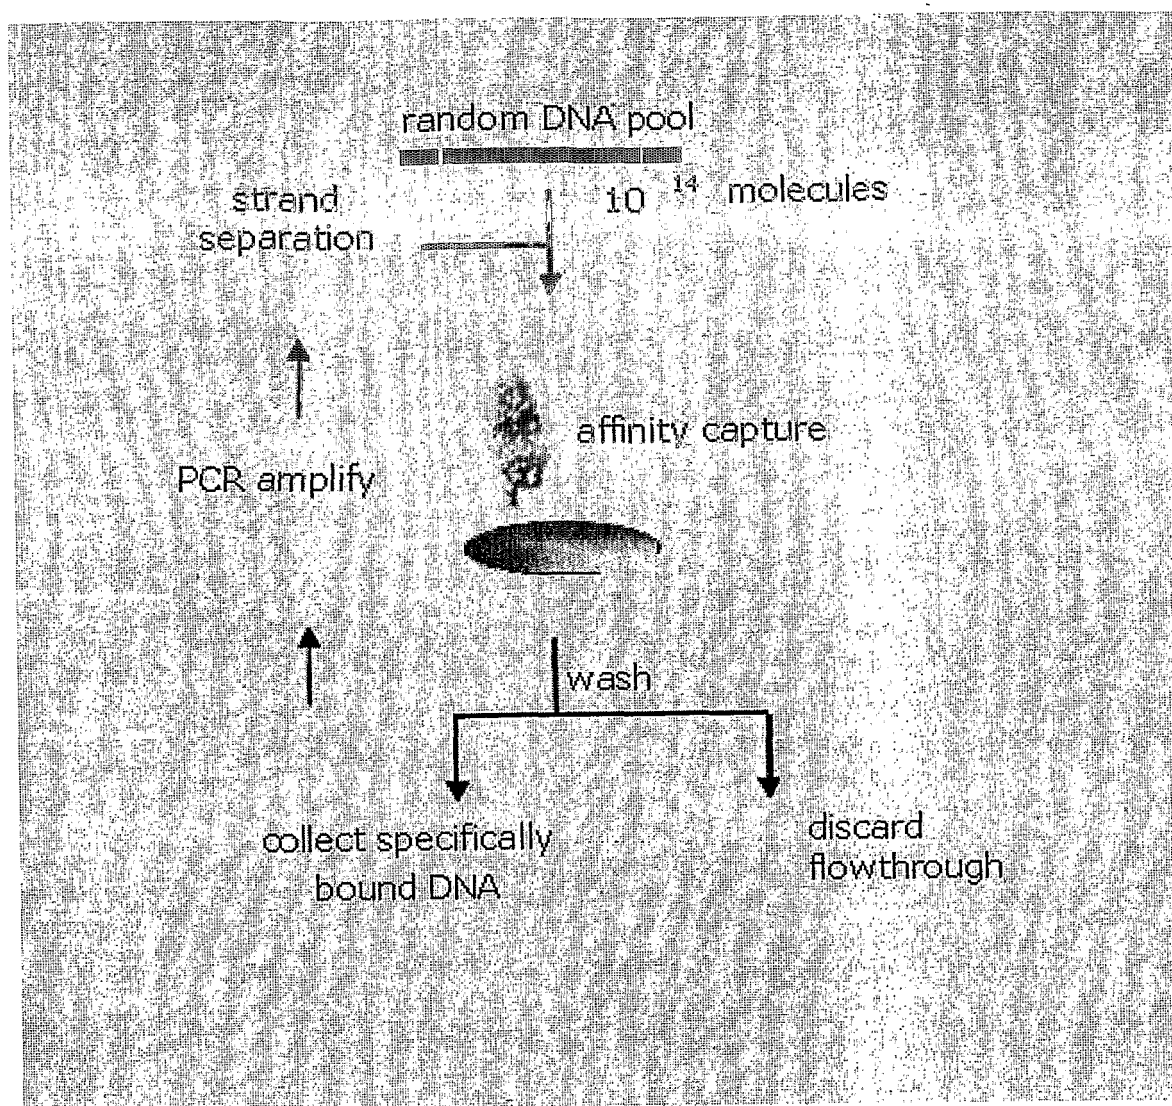 random DNA pool
10 14 molecules
strand
separation
affinity capture
PCR amplify
wash
collect specifically
bound DNA
discard
flowthrough